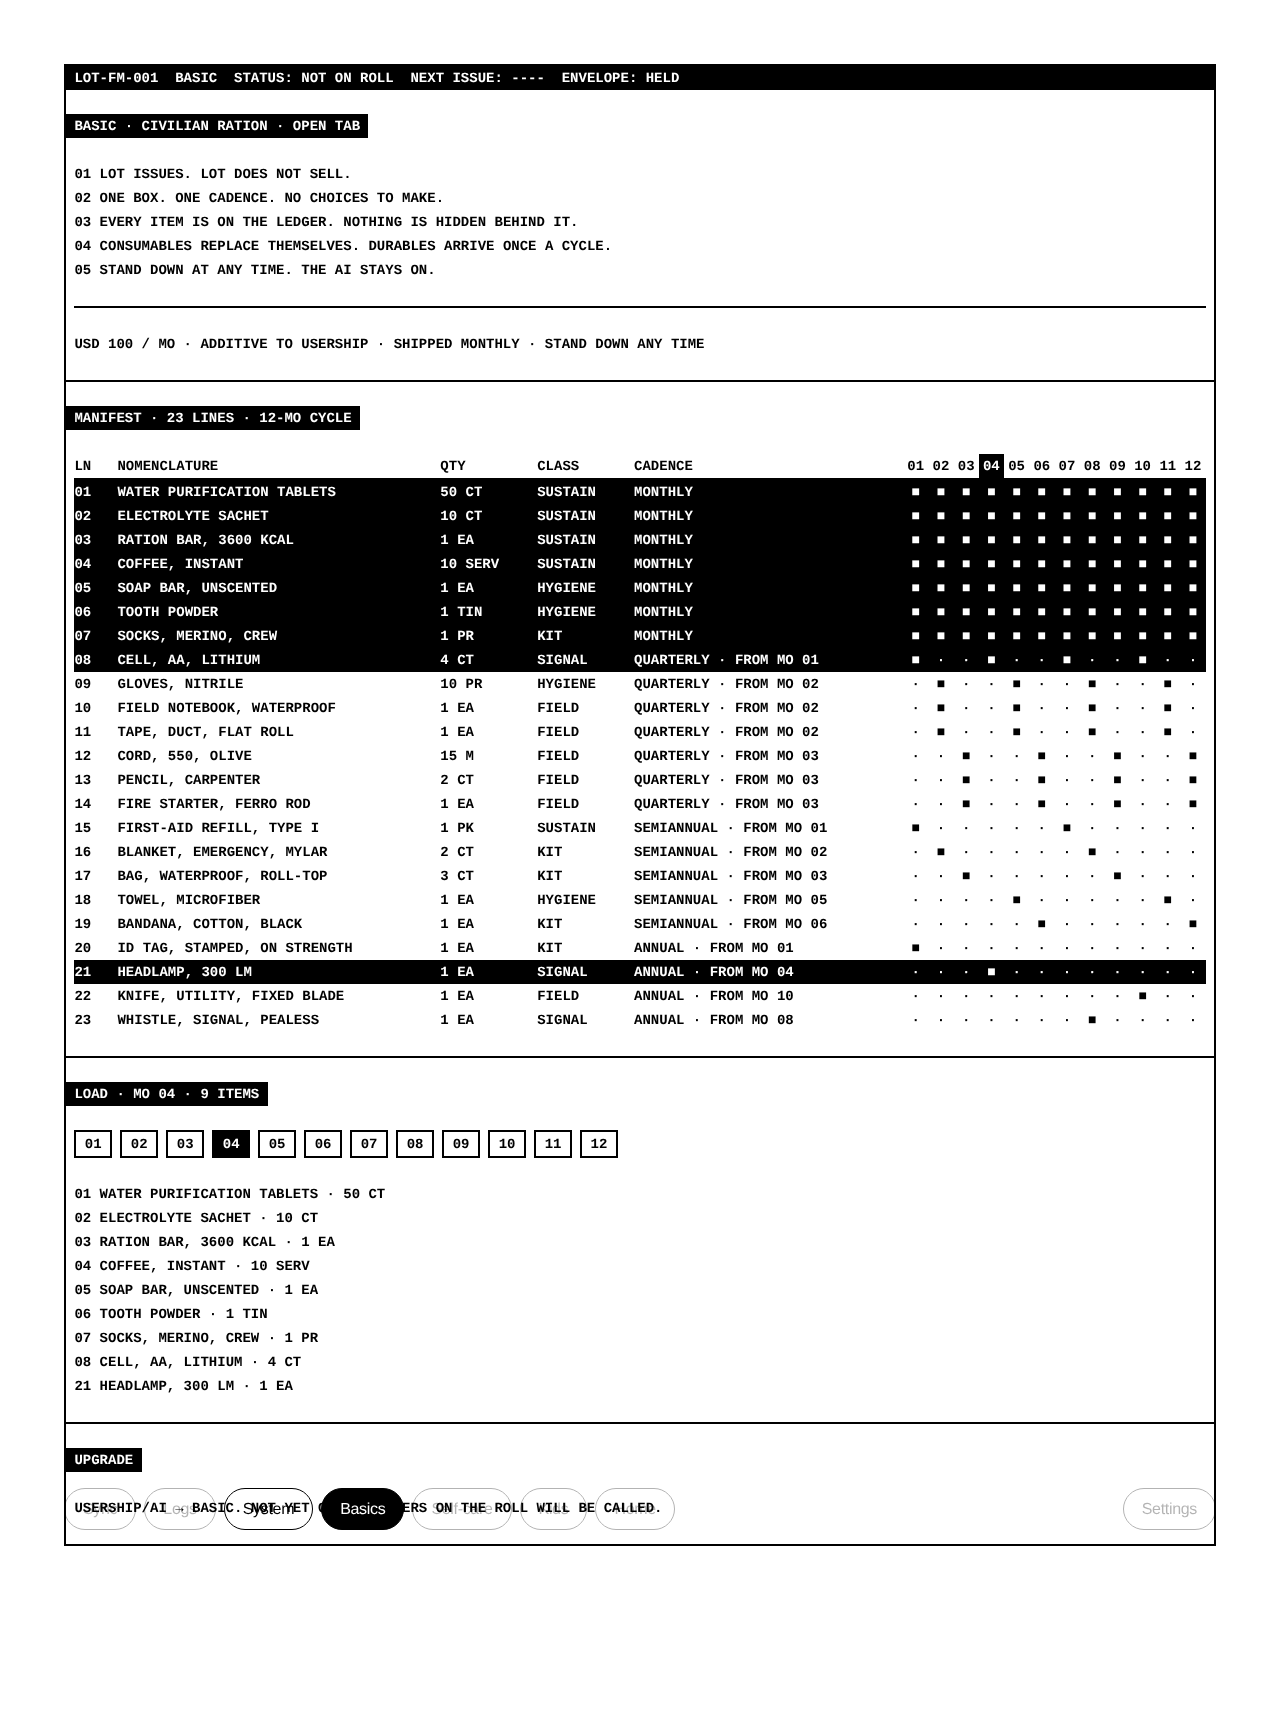 LOT-FM-001  BASIC  STATUS: NOT ON ROLL  NEXT ISSUE: ----  ENVELOPE: HELD
BASIC · CIVILIAN RATION · OPEN TAB
01 LOT ISSUES. LOT DOES NOT SELL.
02 ONE BOX. ONE CADENCE. NO CHOICES TO MAKE.
03 EVERY ITEM IS ON THE LEDGER. NOTHING IS HIDDEN BEHIND IT.
04 CONSUMABLES REPLACE THEMSELVES. DURABLES ARRIVE ONCE A CYCLE.
05 STAND DOWN AT ANY TIME. THE AI STAYS ON.
USD 100 / MO · ADDITIVE TO USERSHIP · SHIPPED MONTHLY · STAND DOWN ANY TIME
MANIFEST · 23 LINES · 12-MO CYCLE
LN NOMENCLATURE QTY CLASS CADENCE 01 02 03 04 05 06 07 08 09 10 11 12
01 WATER PURIFICATION TABLETS 50 CT SUSTAIN MONTHLY ■ ■ ■ ■ ■ ■ ■ ■ ■ ■ ■ ■
02 ELECTROLYTE SACHET 10 CT SUSTAIN MONTHLY ■ ■ ■ ■ ■ ■ ■ ■ ■ ■ ■ ■
03 RATION BAR, 3600 KCAL 1 EA SUSTAIN MONTHLY ■ ■ ■ ■ ■ ■ ■ ■ ■ ■ ■ ■
04 COFFEE, INSTANT 10 SERV SUSTAIN MONTHLY ■ ■ ■ ■ ■ ■ ■ ■ ■ ■ ■ ■
05 SOAP BAR, UNSCENTED 1 EA HYGIENE MONTHLY ■ ■ ■ ■ ■ ■ ■ ■ ■ ■ ■ ■
06 TOOTH POWDER 1 TIN HYGIENE MONTHLY ■ ■ ■ ■ ■ ■ ■ ■ ■ ■ ■ ■
07 SOCKS, MERINO, CREW 1 PR KIT MONTHLY ■ ■ ■ ■ ■ ■ ■ ■ ■ ■ ■ ■
08 CELL, AA, LITHIUM 4 CT SIGNAL QUARTERLY · FROM MO 01 ■ · · ■ · · ■ · · ■ · ·
09 GLOVES, NITRILE 10 PR HYGIENE QUARTERLY · FROM MO 02 · ■ · · ■ · · ■ · · ■ ·
10 FIELD NOTEBOOK, WATERPROOF 1 EA FIELD QUARTERLY · FROM MO 02 · ■ · · ■ · · ■ · · ■ ·
11 TAPE, DUCT, FLAT ROLL 1 EA FIELD QUARTERLY · FROM MO 02 · ■ · · ■ · · ■ · · ■ ·
12 CORD, 550, OLIVE 15 M FIELD QUARTERLY · FROM MO 03 · · ■ · · ■ · · ■ · · ■
13 PENCIL, CARPENTER 2 CT FIELD QUARTERLY · FROM MO 03 · · ■ · · ■ · · ■ · · ■
14 FIRE STARTER, FERRO ROD 1 EA FIELD QUARTERLY · FROM MO 03 · · ■ · · ■ · · ■ · · ■
15 FIRST-AID REFILL, TYPE I 1 PK SUSTAIN SEMIANNUAL · FROM MO 01 ■ · · · · · ■ · · · · ·
16 BLANKET, EMERGENCY, MYLAR 2 CT KIT SEMIANNUAL · FROM MO 02 · ■ · · · · · ■ · · · ·
17 BAG, WATERPROOF, ROLL-TOP 3 CT KIT SEMIANNUAL · FROM MO 03 · · ■ · · · · · ■ · · ·
18 TOWEL, MICROFIBER 1 EA HYGIENE SEMIANNUAL · FROM MO 05 · · · · ■ · · · · · ■ ·
19 BANDANA, COTTON, BLACK 1 EA KIT SEMIANNUAL · FROM MO 06 · · · · · ■ · · · · · ■
20 ID TAG, STAMPED, ON STRENGTH 1 EA KIT ANNUAL · FROM MO 01 ■ · · · · · · · · · · ·
21 HEADLAMP, 300 LM 1 EA SIGNAL ANNUAL · FROM MO 04 · · · ■ · · · · · · · ·
22 KNIFE, UTILITY, FIXED BLADE 1 EA FIELD ANNUAL · FROM MO 10 · · · · · · · · · ■ · ·
23 WHISTLE, SIGNAL, PEALESS 1 EA SIGNAL ANNUAL · FROM MO 08 · · · · · · · ■ · · · ·
LOAD · MO 04 · 9 ITEMS
01 02 03 04 05 06 07 08 09 10 11 12
01 WATER PURIFICATION TABLETS · 50 CT
02 ELECTROLYTE SACHET · 10 CT
03 RATION BAR, 3600 KCAL · 1 EA
04 COFFEE, INSTANT · 10 SERV
05 SOAP BAR, UNSCENTED · 1 EA
06 TOOTH POWDER · 1 TIN
07 SOCKS, MERINO, CREW · 1 PR
08 CELL, AA, LITHIUM · 4 CT
21 HEADLAMP, 300 LM · 1 EA
UPGRADE
USERSHIP/AI → BASIC. NOT YET ON THE ROLL WILL BE CALLED.
System Basics Settings